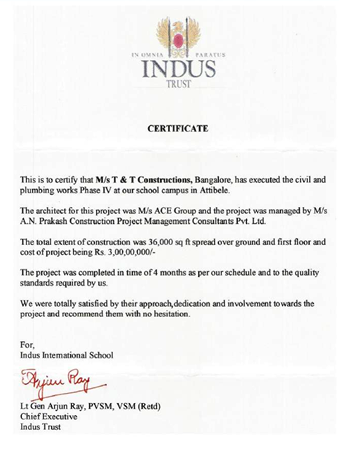 IN OMNIA PARATUS
INDUS
TRUST
CERTIFICATE
This is to certify that M/s T & T Constructions, Bangalore, has executed the civil and
plumbing works Phase IV at our school campus in Attibele.
The architect for this project was M/s ACE Group and the project was managed by M/s
A.N. Prakash Construction Project Management Consultants Pvt. Ltd.
The total extent of construction was 36,000 sq ft spread over ground and first floor and
cost of project being Rs. 3,00,00,000/-
The project was completed in time of 4 months as per our schedule and to the quality
standards required by us.
We were totally satisfied by their approach,dedication and involvement towards the
project and recommend them with no hesitation.
For,
Indus International School
Arjun Ray
Lt Gen Arjun Ray, PVSM, VSM (Retd)
Chief Executive
Indus Trust